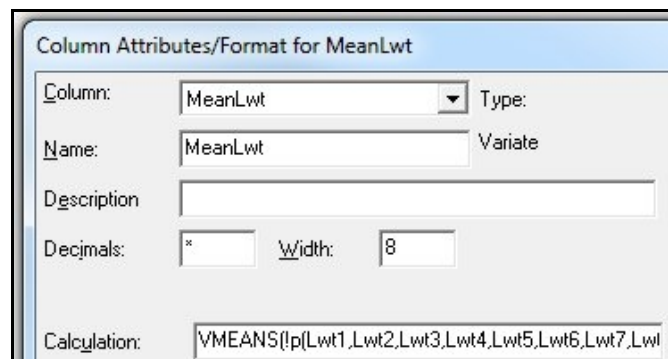 Column Attributes/Format for MeanLwt
Column: MeanLwt Type:
Name: MeanLwt Variate
Description
Decimals: * Width: 8
Calculation: VMEANS(!p(Lwt1,Lwt2,Lwt3,Lwt4,Lwt5,Lwt6,Lwt7,Lwl